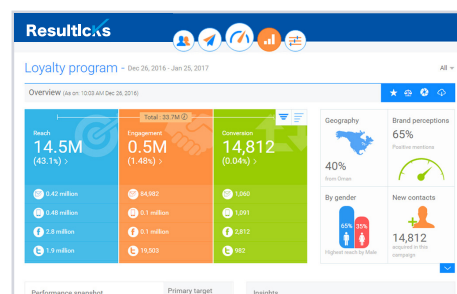 Resulticks
Loyalty program - Dec 26, 2016 - Jan 25, 2017
All
Overview (As on: 10:03 AM Dec 26, 2016)
Total : 33.7M
Reach
14.5M
(43.1%) >
0.42 million
0.48 million
2.8 million
1.9 million
Engagement
0.5M
(1.48%) >
84,982
0.1 million
0.1 million
19,503
Conversion
14,812
(0.04%) >
1,060
1,091
2,812
982
Geography
40%
from Oman
Brand perceptions
65%
Positive mentions
By gender
65% 35%
Highest reach by Male
New contacts
14,812
acquired in this
campaign
Performance snapshot
Primary target
Insights